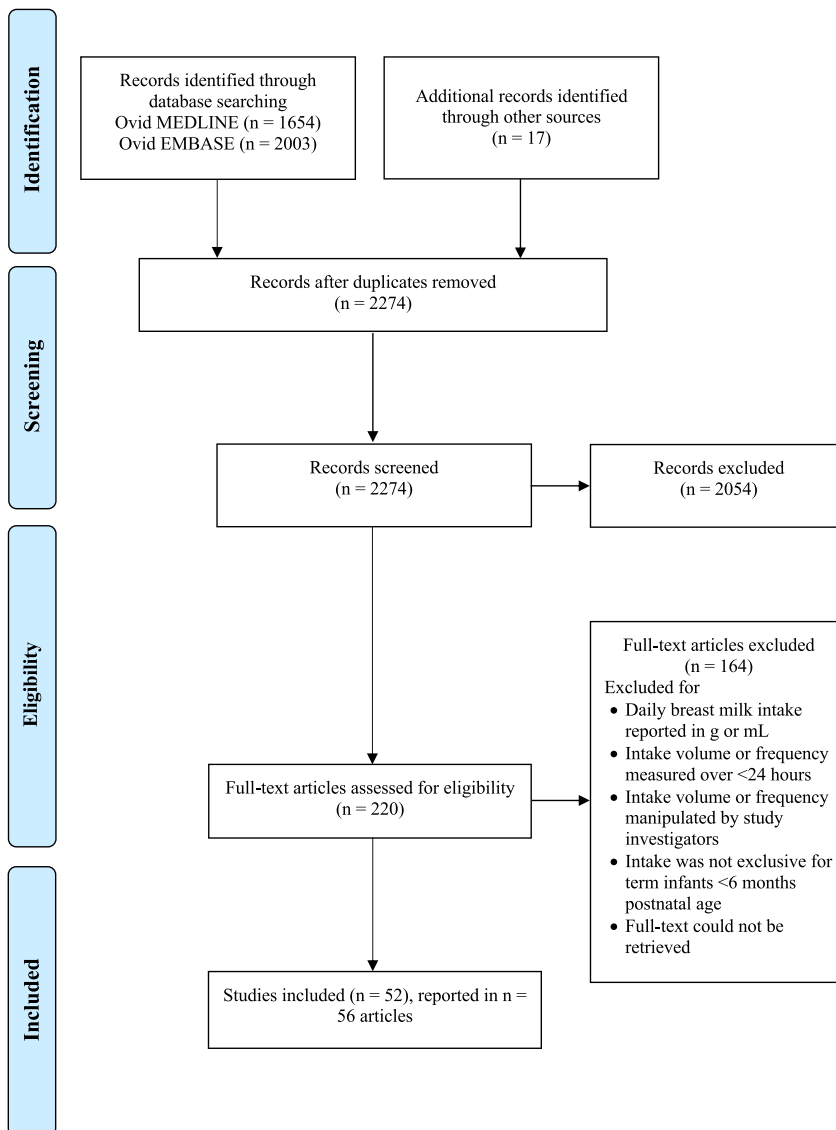 Identification
Records identified through
database searching
Ovid MEDLINE (n = 1654)
Ovid EMBASE (n = 2003)
Additional records identified
through other sources
(n = 17)
Screening
Records after duplicates removed
(n = 2274)
Records screened
(n = 2274)
Records excluded
(n = 2054)
Eligibility
Full-text articles assessed for eligibility
(n = 220)
Full-text articles excluded
(n = 164)
Excluded for
• Daily breast milk intake
reported in g or mL
• Intake volume or frequency
measured over <24 hours
• Intake volume or frequency
manipulated by study
investigators
• Intake was not exclusive for
term infants <6 months
postnatal age
• Full-text could not be
retrieved
Included
Studies included (n = 52), reported in n =
56 articles